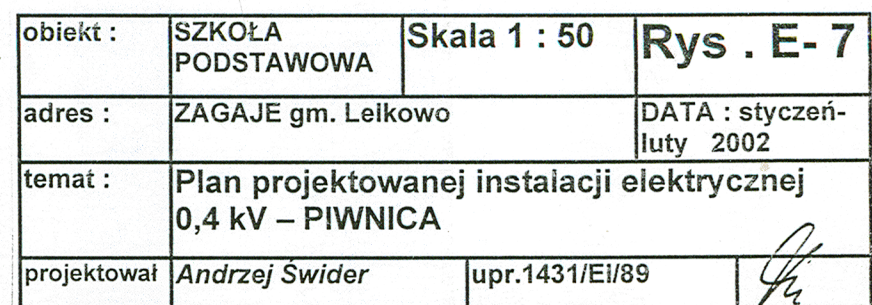 obiekt : SZKOŁA PODSTAWOWA Skala 1 : 50 Rys . E- 7
adres : ZAGAJE gm. Lelkowo DATA : styczeń-
luty 2002
temat : Plan projektowanej instalacji elektrycznej
0,4 kV – PIWNICA
projektował Andrzej Świder upr.1431/El/89